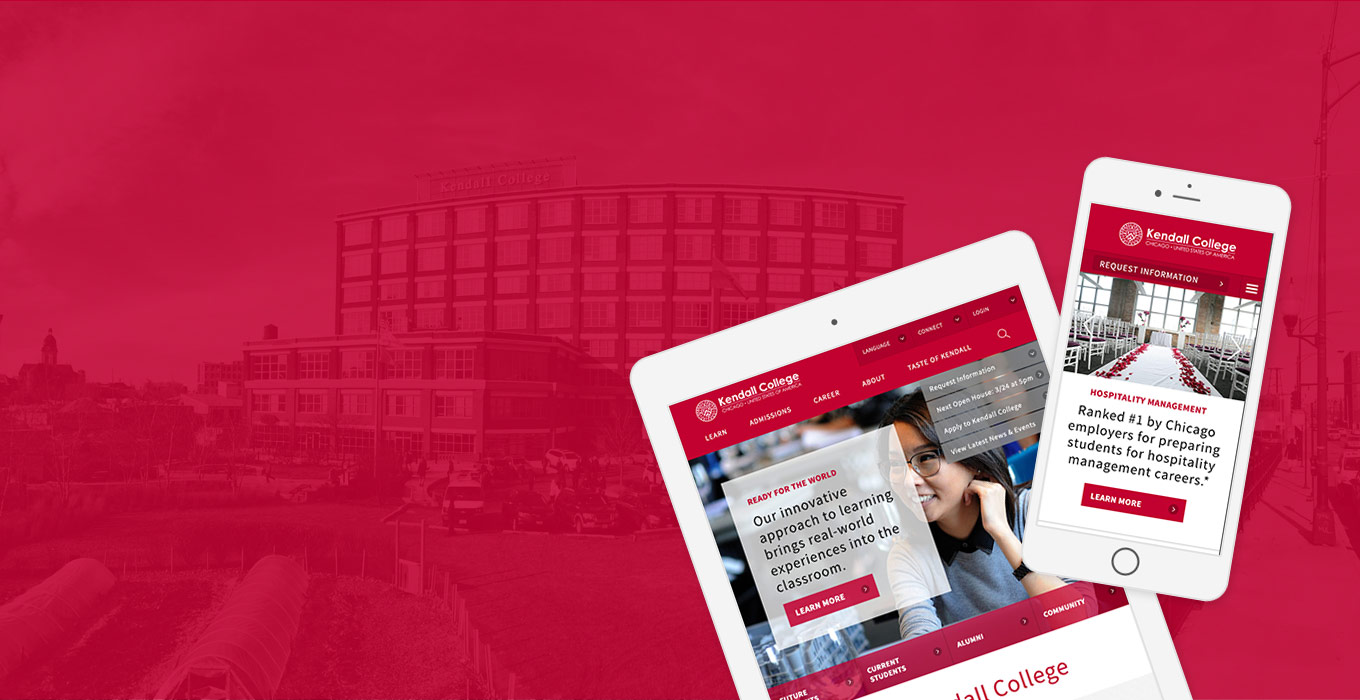 Kendall College
Kendall College
CHICAGO • UNITED STATES OF AMERICA
LANGUAGE
CONNECT
LOGIN
LEARN
ADMISSIONS
CAREER
ABOUT
TASTE OF KENDALL
Request Information
Next Open House: 3/24 at 5pm
Apply to Kendall College
View Latest News & Events
READY FOR THE WORLD
Our innovative
approach to learning
brings real-world
experiences into the
classroom.
LEARN MORE
CURRENT
STUDENTS
ALUMNI
COMMUNITY
FUTURE
College
Kendall College
CHICAGO • UNITED STATES OF AMERICA
REQUEST INFORMATION
HOSPITALITY MANAGEMENT
Ranked #1 by Chicago
employers for preparing
students for hospitality
management careers.*
LEARN MORE